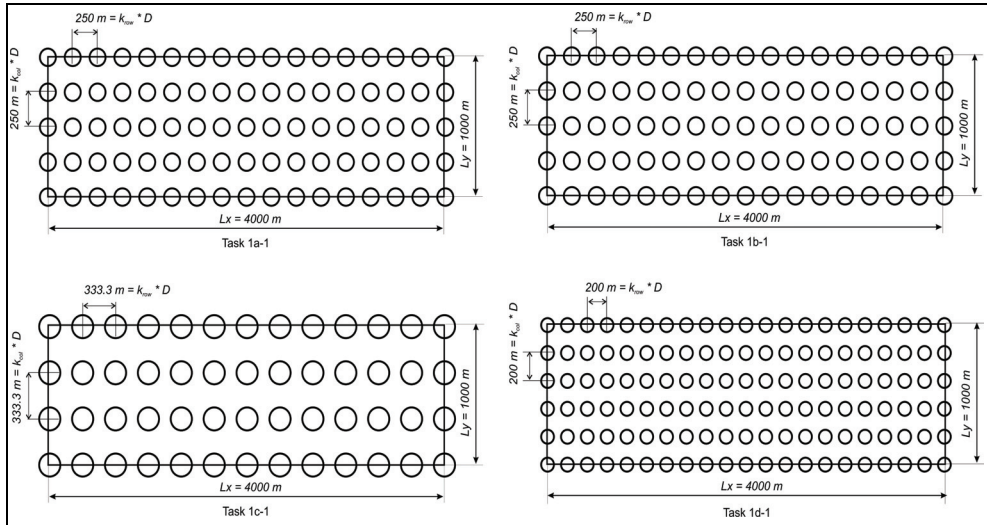 250 m = k_row * D
250 m = k_col * D
Ly = 1000 m
Lx = 4000 m
Task 1a-1
250 m = k_row * D
250 m = k_col * D
Ly = 1000 m
Lx = 4000 m
Task 1b-1
333.3 m = k_row * D
333.3 m = k_col * D
Ly = 1000 m
Lx = 4000 m
Task 1c-1
200 m = k_row * D
200 m = k_col * D
Ly = 1000 m
Lx = 4000 m
Task 1d-1